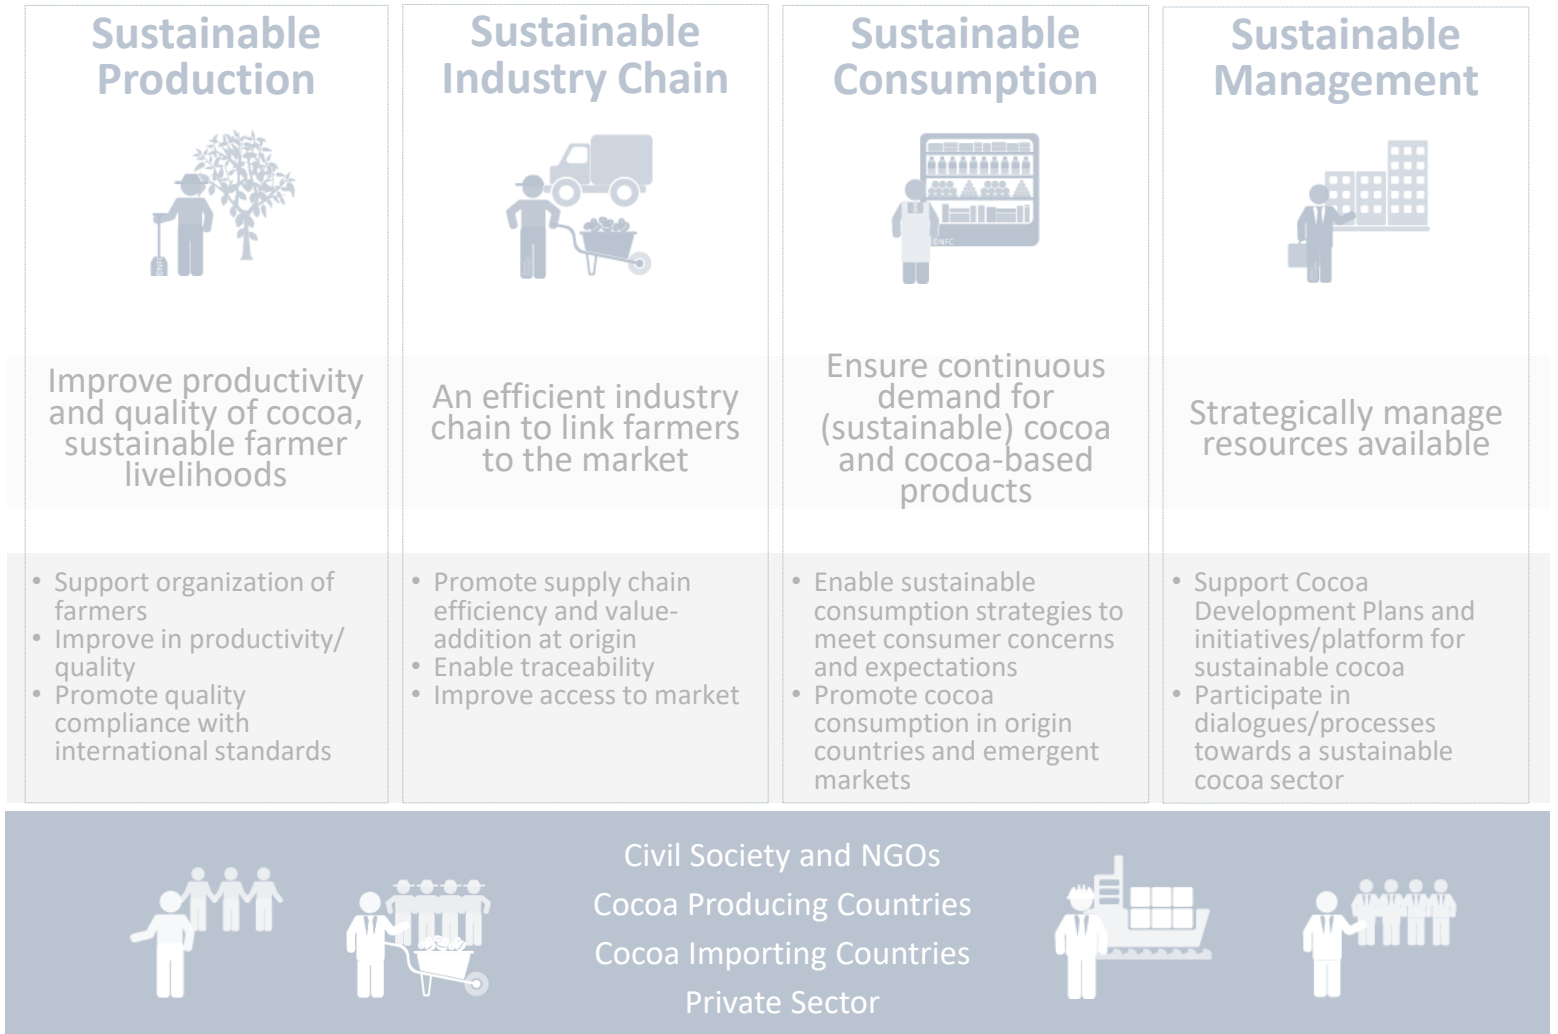 Sustainable
Production
Sustainable
Industry Chain
Sustainable
Consumption
Sustainable
Management
©NFC
Improve productivity
and quality of cocoa,
sustainable farmer
livelihoods
An efficient industry
chain to link farmers
to the market
Ensure continuous
demand for
(sustainable) cocoa
and cocoa-based
products
Strategically manage
resources available
• Support organization of
farmers
• Improve in productivity/
quality
• Promote quality
compliance with
international standards
• Promote supply chain
efficiency and value-
addition at origin
• Enable traceability
• Improve access to market
• Enable sustainable
consumption strategies to
meet consumer concerns
and expectations
• Promote cocoa
consumption in origin
countries and emergent
markets
• Support Cocoa
Development Plans and
initiatives/platform for
sustainable cocoa
• Participate in
dialogues/processes
towards a sustainable
cocoa sector
Civil Society and NGOs
Cocoa Producing Countries
Cocoa Importing Countries
Private Sector